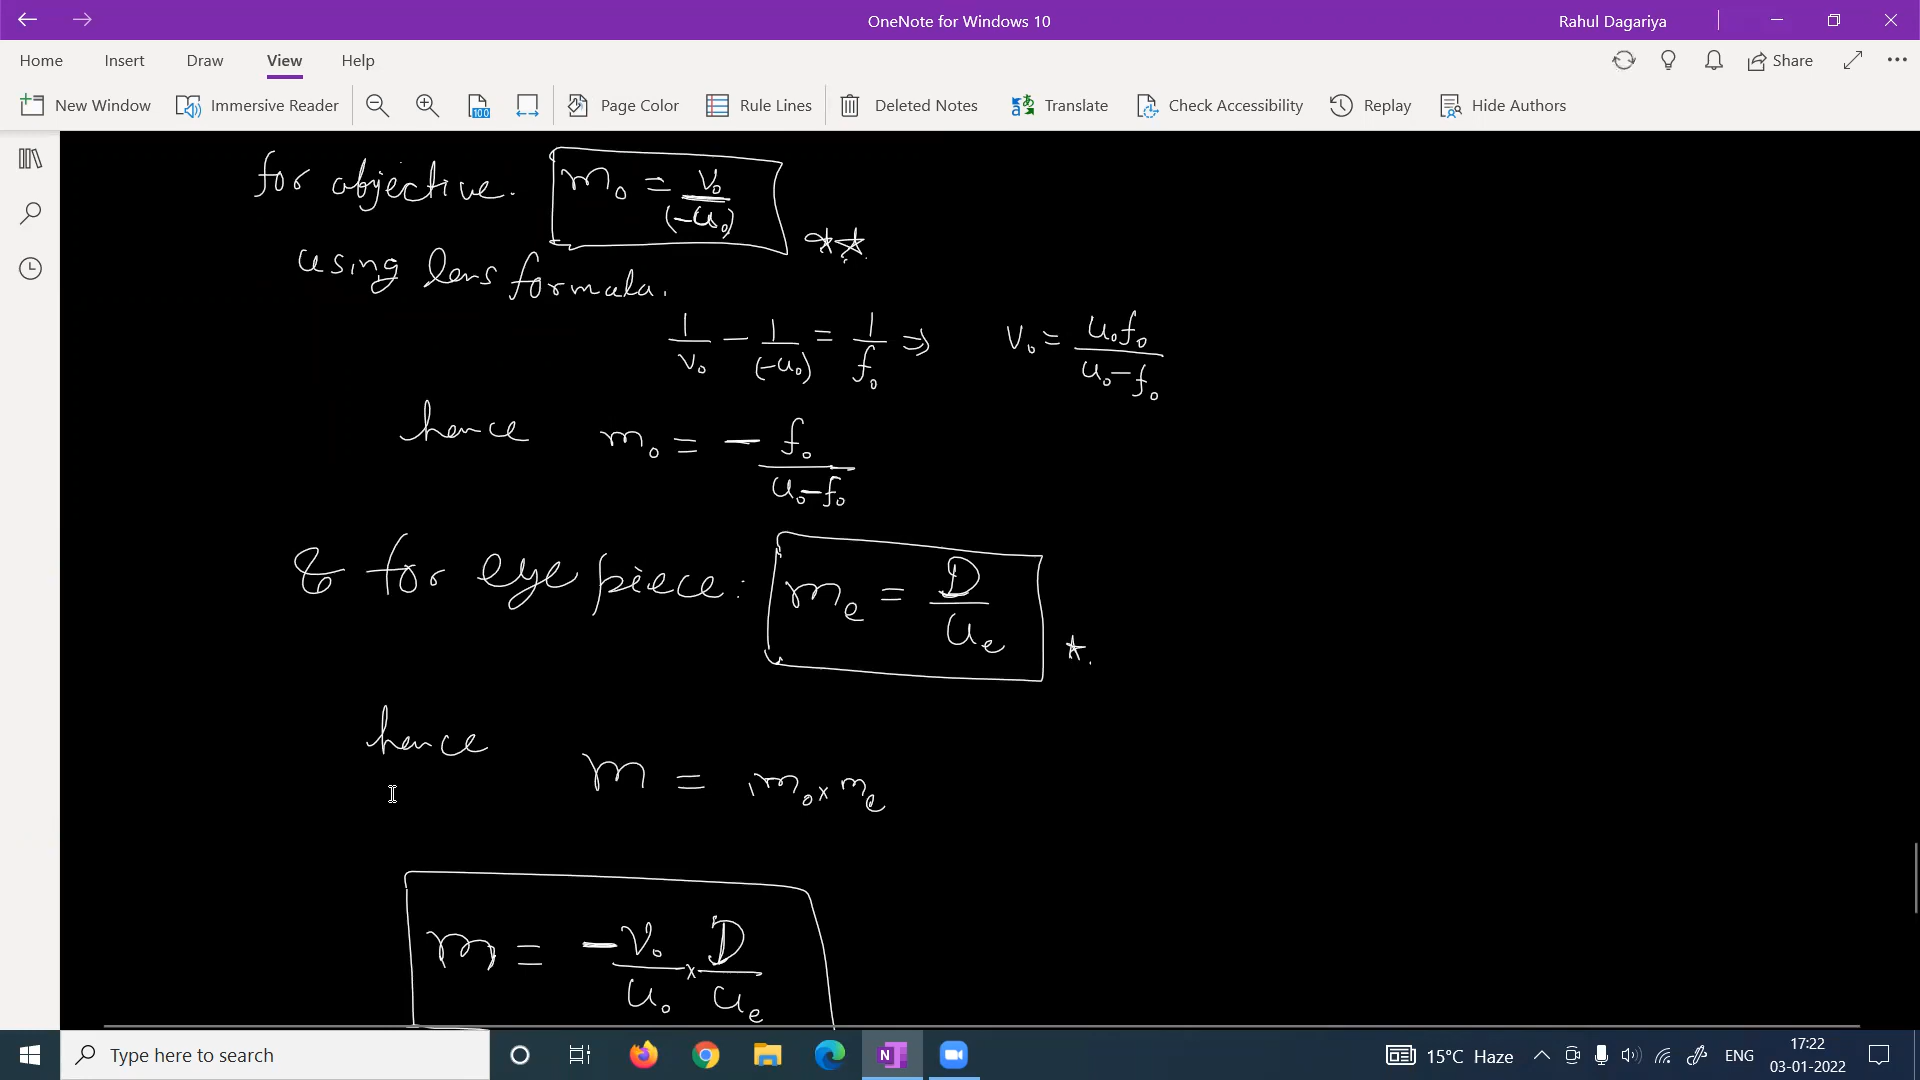 OneNote for Windows 10
Rahul Dagariya
Home Insert Draw View Help
Share
New Window Immersive Reader 100 Page Color Rule Lines Deleted Notes Translate Check Accessibility Replay Hide Authors
for objective. m₀ = v₀/(-u₀)
using lens formula.
1/v₀ - 1/(-u₀) = 1/f₀ ⇒ v₀ = u₀f₀/(u₀-f₀)
hence m₀ = - f₀/(u₀-f₀)
& for eye piece: mₑ = D/uₑ
hence m = m₀ × mₑ
m = -v₀/u₀ × D/uₑ
Type here to search
N
15°C Haze
ENG
17:22
03-01-2022